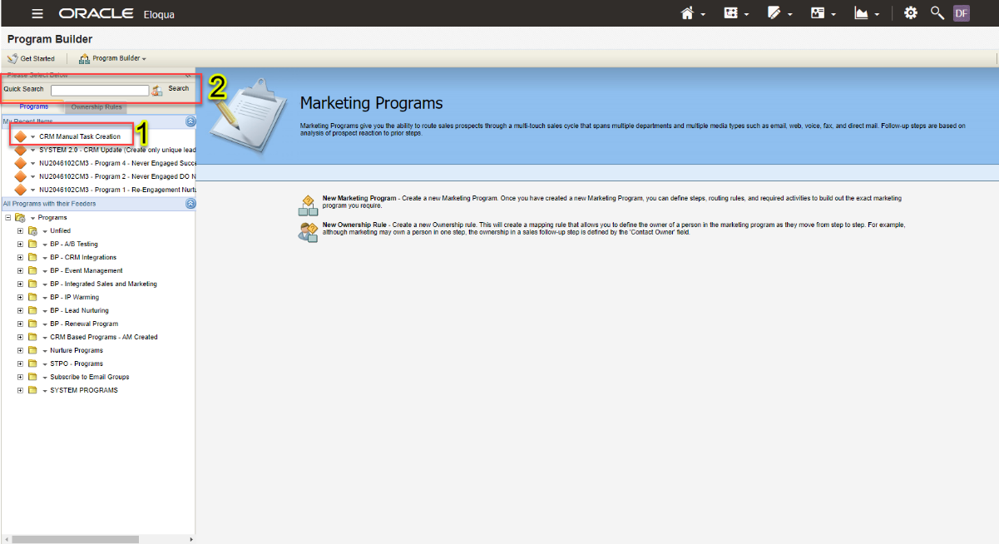 ORACLE Eloqua
DF
Program Builder
Get Started
Program Builder
Please Select Below
Quick Search
Search
2
Programs
Ownership Rules
My Recent Items
CRM Manual Task Creation
1
SYSTEM 2.0 - CRM Update (Create only unique lead
NU2046102CM3 - Program 4 - Never Engaged Succe
NU2046102CM3 - Program 2 - Never Engaged DO N
NU2046102CM3 - Program 1 - Re-Engagement Nurtu
All Programs with their Feeders
Programs
Unfiled
BP - A/B Testing
BP - CRM Integrations
BP - Event Management
BP - Integrated Sales and Marketing
BP - IP Warming
BP - Lead Nurturing
BP - Renewal Program
CRM Based Programs - AM Created
Nurture Programs
STPO - Programs
Subscribe to Email Groups
SYSTEM PROGRAMS
Marketing Programs
Marketing Programs give you the ability to route sales prospects through a multi-touch sales cycle that spans multiple departments and multiple media types such as email, web, voice, fax, and direct mail. Follow-up steps are based on
analysis of prospect reaction to prior steps.
New Marketing Program - Create a new Marketing Program. Once you have created a new Marketing Program, you can define steps, routing rules, and required activities to build out the exact marketing
program you require.
New Ownership Rule - Create a new Ownership rule. This will create a mapping rule that allows you to define the owner of a person in the marketing program as they move from step to step. For example,
although marketing may own a person in one step, the ownership in a sales follow-up step is defined by the 'Contact Owner' field.